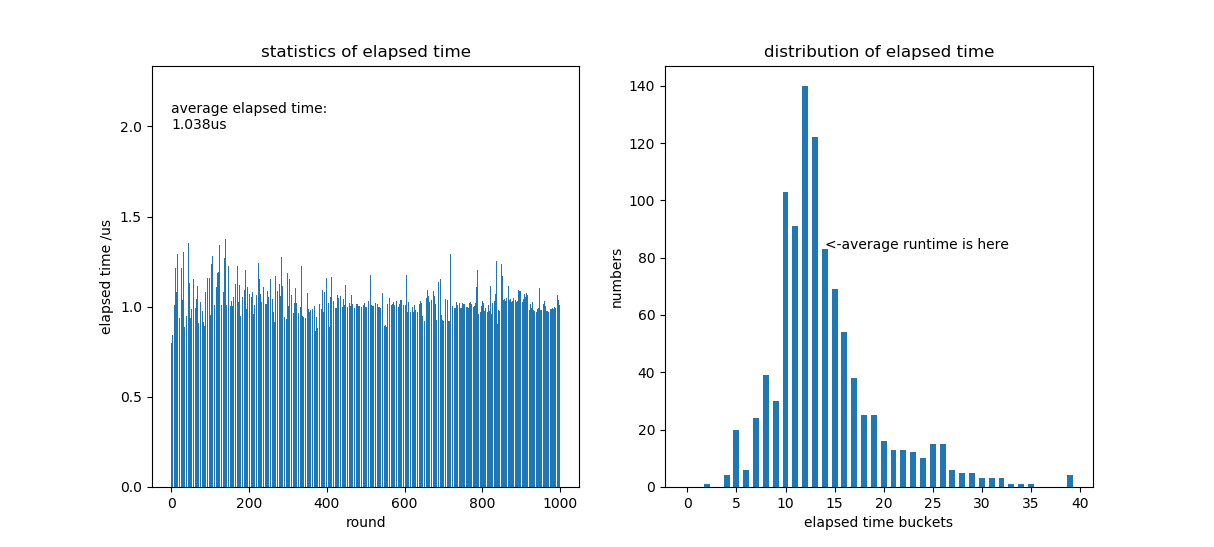 statistics of elapsed time
average elapsed time:
1.038us
2.0
1.5
1.0
0.5
0.0
elapsed time /us
0 200 400 600 800 1000
round
distribution of elapsed time
140
120
100
80
60
40
20
0
numbers
<-average runtime is here
0 5 10 15 20 25 30 35 40
elapsed time buckets